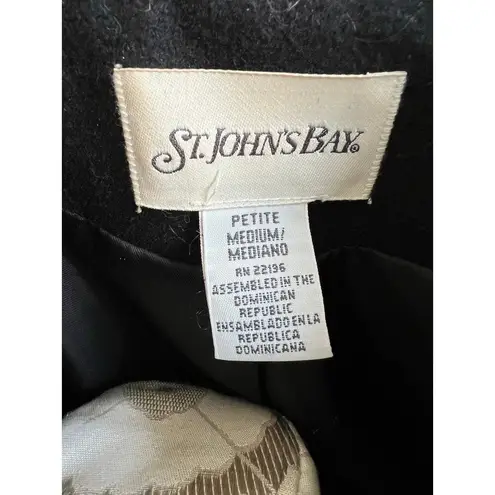 ST. JOHN'S BAY®
PETITE
MEDIUM/
MEDIANO
RN 22196
ASSEMBLED IN THE
DOMINICAN
REPUBLIC
ENSAMBLADO EN LA
REPUBLICA
DOMINICANA